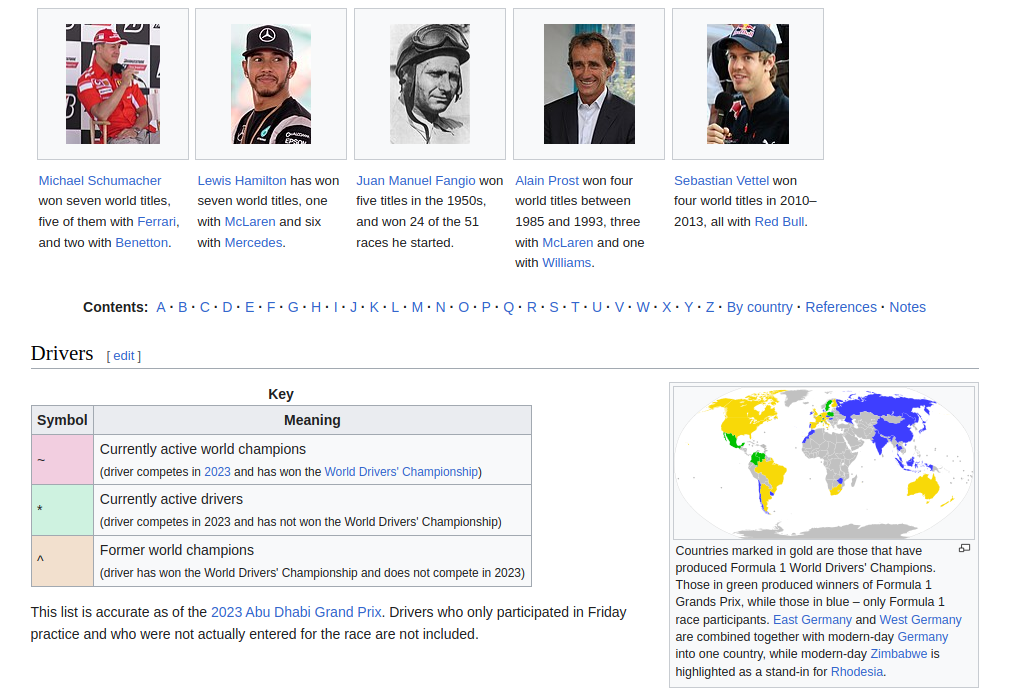 Michael Schumacher
won seven world titles,
five of them with Ferrari,
and two with Benetton.
Lewis Hamilton has won
seven world titles, one
with McLaren and six
with Mercedes.
Juan Manuel Fangio won
five titles in the 1950s,
and won 24 of the 51
races he started.
Alain Prost won four
world titles between
1985 and 1993, three
with McLaren and one
with Williams.
Sebastian Vettel won
four world titles in 2010–
2013, all with Red Bull.
Contents: A · B · C · D · E · F · G · H · I · J · K · L · M · N · O · P · Q · R · S · T · U · V · W · X · Y · Z · By country · References · Notes
Drivers [ edit ]
Key
Symbol Meaning
~ Currently active world champions
(driver competes in 2023 and has won the World Drivers' Championship)
* Currently active drivers
(driver competes in 2023 and has not won the World Drivers' Championship)
^ Former world champions
(driver has won the World Drivers' Championship and does not compete in 2023)
This list is accurate as of the 2023 Abu Dhabi Grand Prix. Drivers who only participated in Friday
practice and who were not actually entered for the race are not included.
Countries marked in gold are those that have
produced Formula 1 World Drivers' Champions.
Those in green produced winners of Formula 1
Grands Prix, while those in blue – only Formula 1
race participants. East Germany and West Germany
are combined together with modern-day Germany
into one country, while modern-day Zimbabwe is
highlighted as a stand-in for Rhodesia.